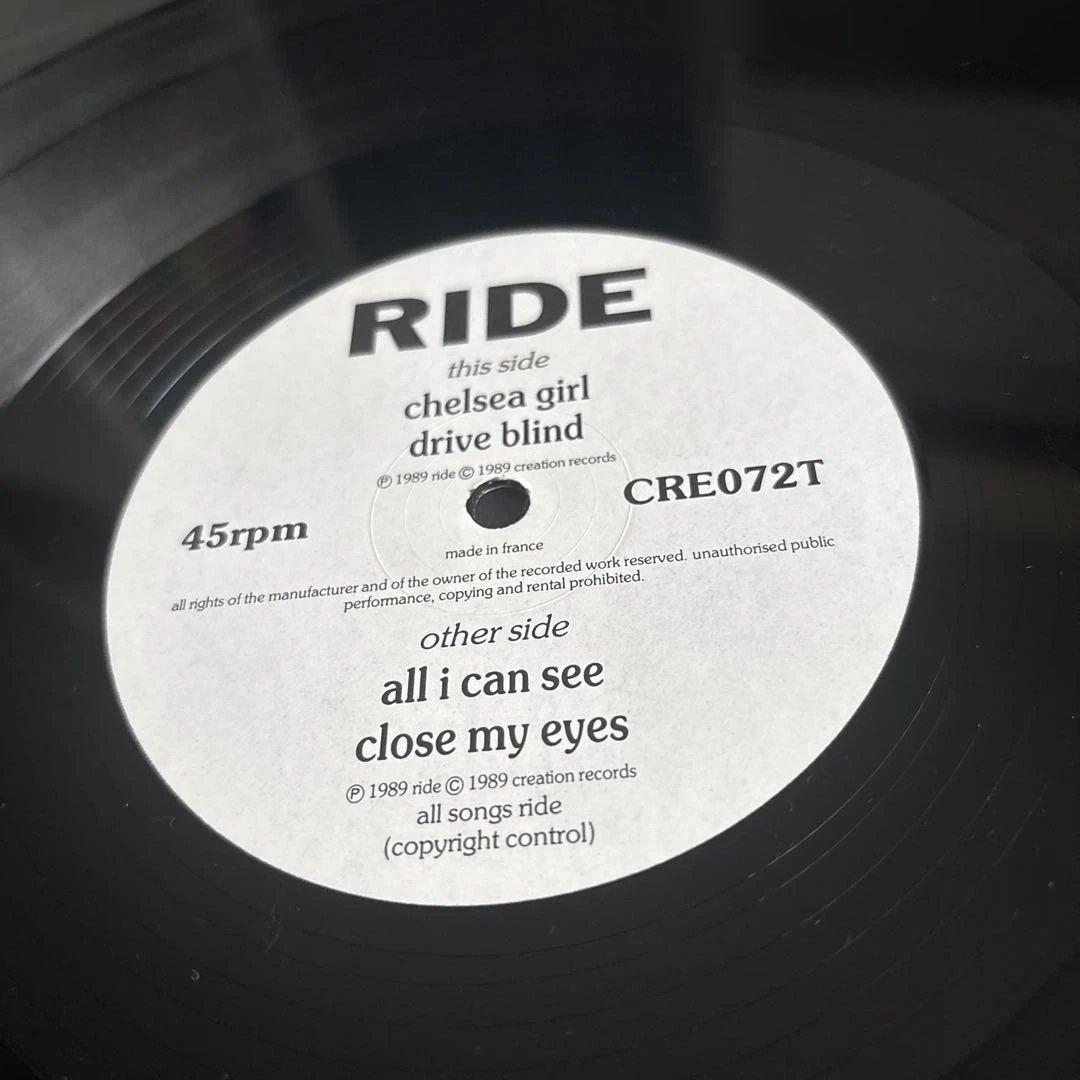 RIDE
this side
chelsea girl
drive blind
℗ 1989 ride © 1989 creation records
CRE072T
45rpm
made in france
all rights of the manufacturer and of the owner of the recorded work reserved. unauthorised public
performance, copying and rental prohibited.
other side
all i can see
close my eyes
℗ 1989 ride © 1989 creation records
all songs ride
(copyright control)